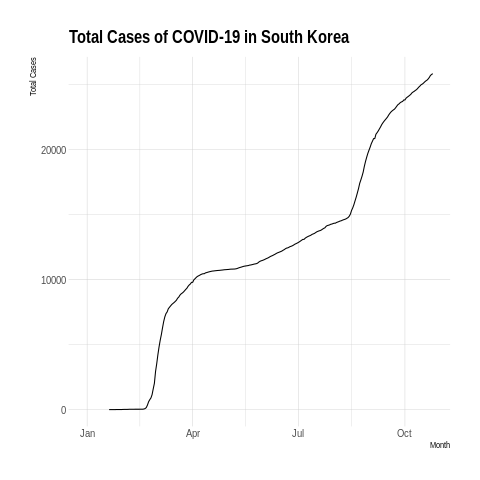 Total Cases of COVID-19 in South Korea
Total Cases
20000
10000
0
Jan Apr Jul Oct
Month